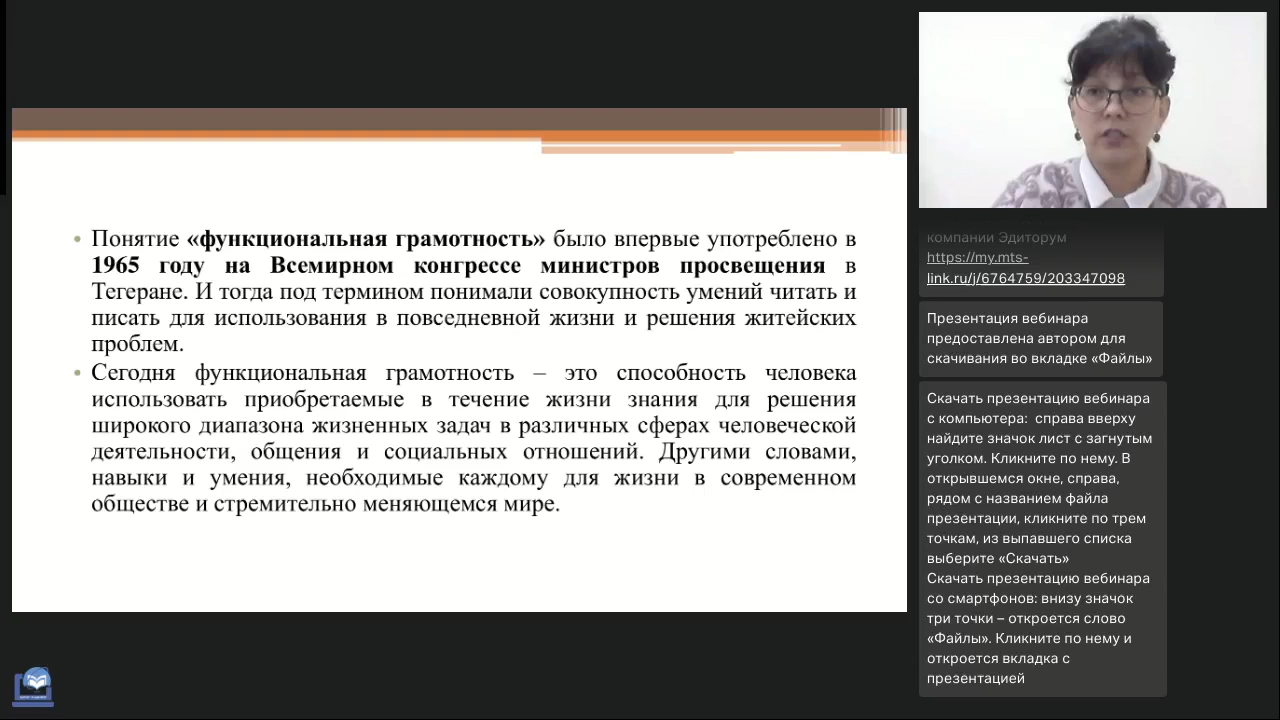 Понятие «функциональная грамотность» было впервые употреблено в
1965 году на Всемирном конгрессе министров просвещения в
Тегеране. И тогда под термином понимали совокупность умений читать и
писать для использования в повседневной жизни и решения житейских
проблем.
Сегодня функциональная грамотность – это способность человека
использовать приобретаемые в течение жизни знания для решения
широкого диапазона жизненных задач в различных сферах человеческой
деятельности, общения и социальных отношений. Другими словами,
навыки и умения, необходимые каждому для жизни в современном
обществе и стремительно меняющемся мире.
компании Эдиторум
https://my.mts-
link.ru/j/6764759/203347098
Презентация вебинара
предоставлена автором для
скачивания во вкладке «Файлы»
Скачать презентацию вебинара
с компьютера: справа вверху
найдите значок лист с загнутым
уголком. Кликните по нему. В
открывшемся окне, справа,
рядом с названием файла
презентации, кликните по трем
точкам, из выпавшего списка
выберите «Скачать»
Скачать презентацию вебинара
со смартфонов: внизу значок
три точки – откроется слово
«Файлы». Кликните по нему и
откроется вкладка с
презентацией